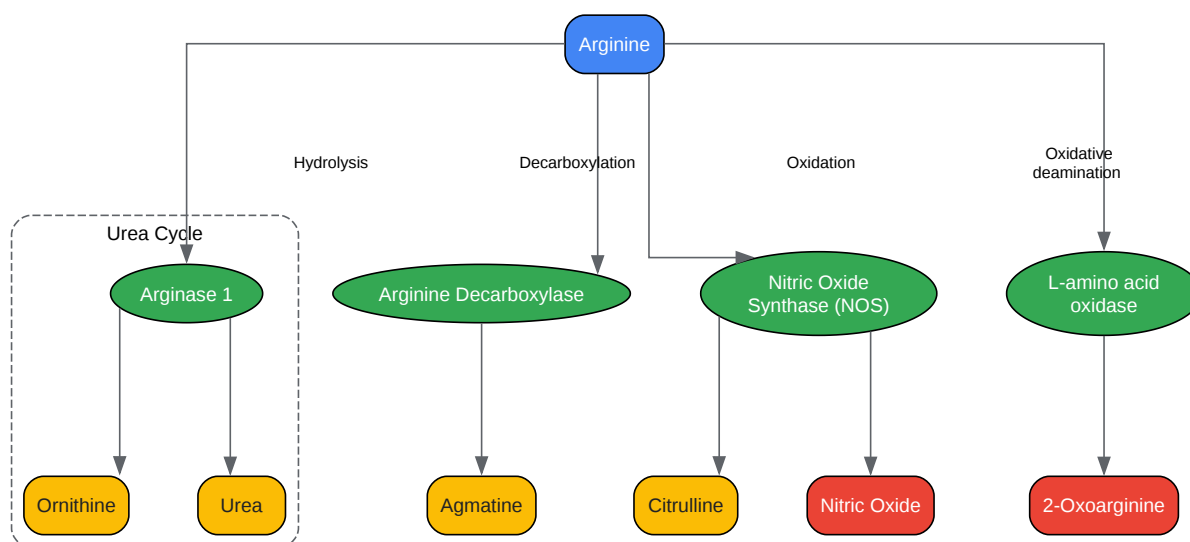 Arginine
Hydrolysis
Decarboxylation
Oxidation
Oxidative
deamination
Urea Cycle
Arginase 1
Arginine Decarboxylase
Nitric Oxide
Synthase (NOS)
L-amino acid
oxidase
Ornithine
Urea
Agmatine
Citrulline
Nitric Oxide
2-Oxoarginine